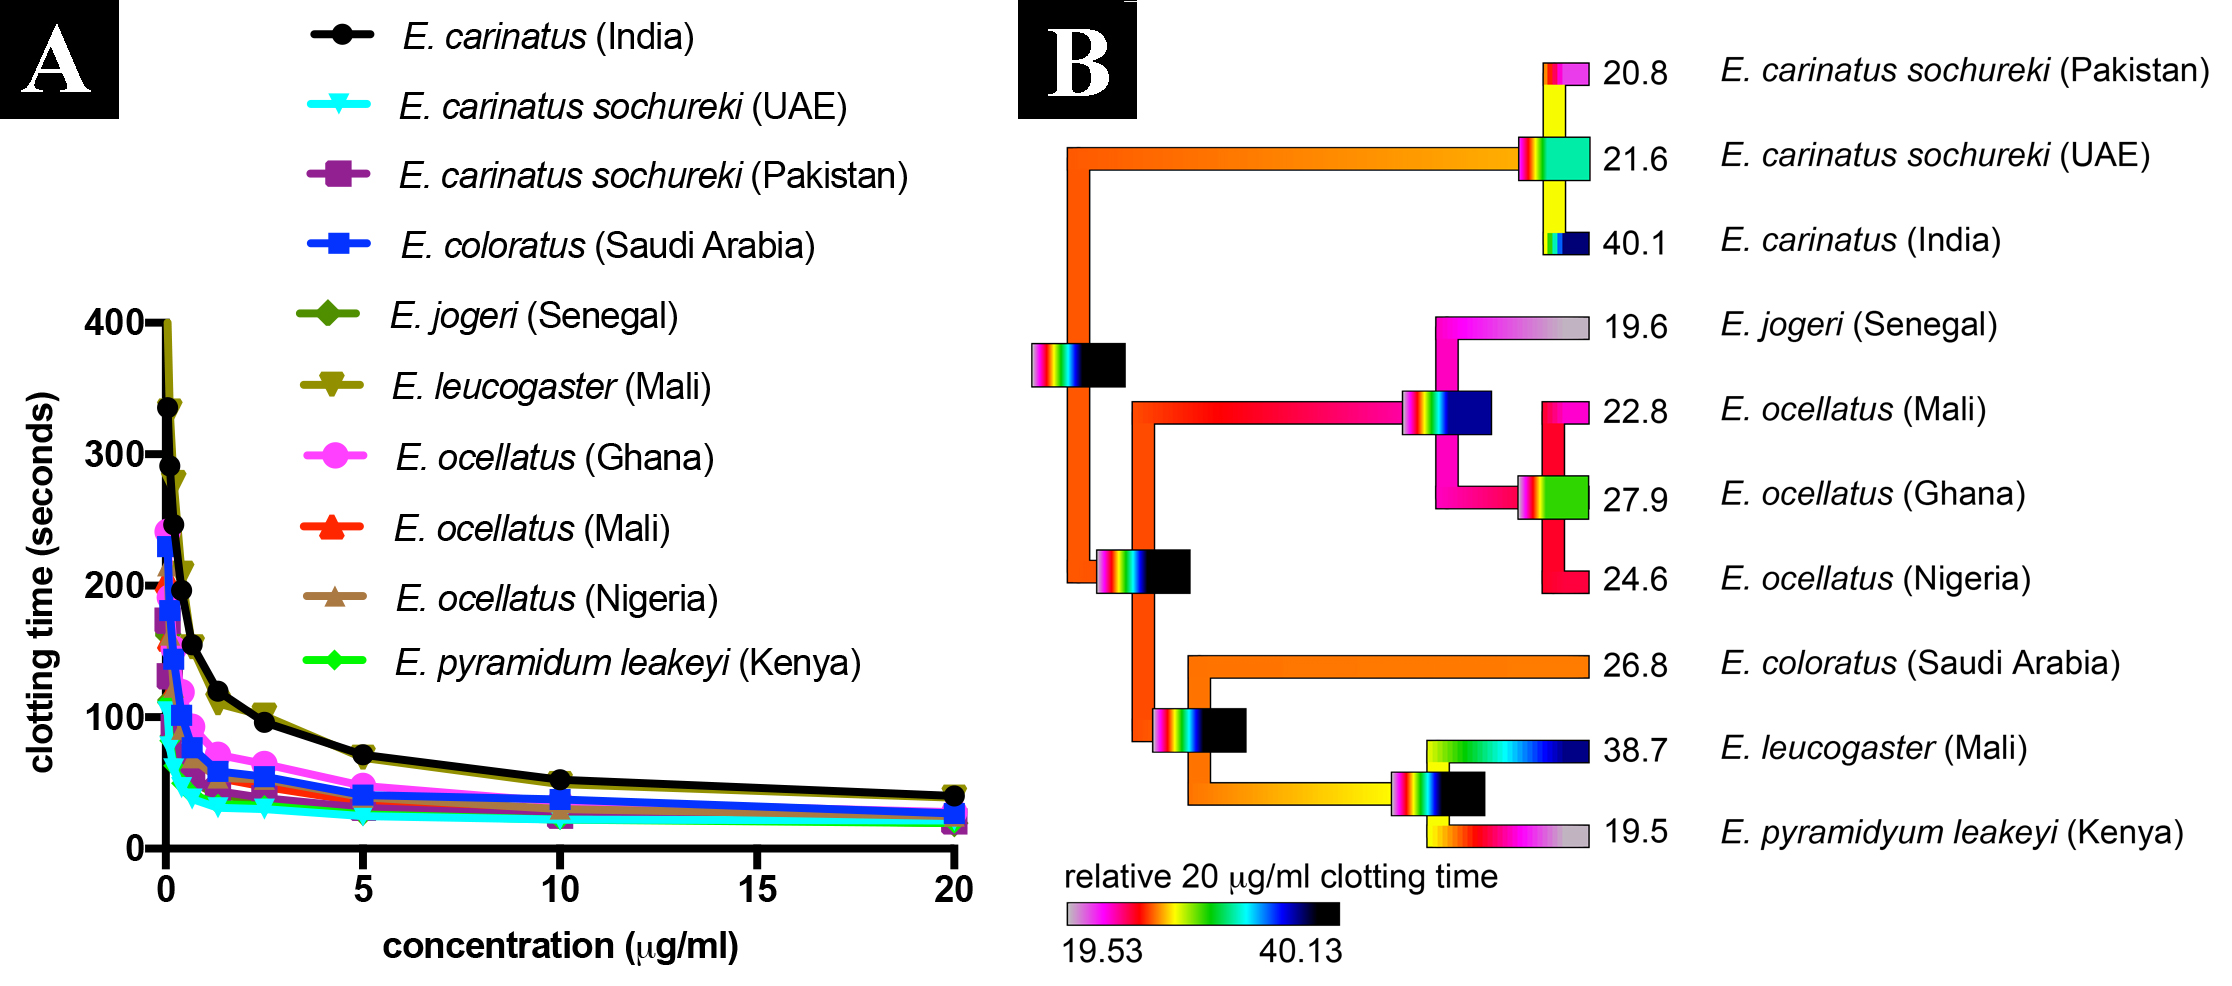 A
E. carinatus (India)
E. carinatus sochureki (UAE)
E. carinatus sochureki (Pakistan)
E. coloratus (Saudi Arabia)
E. jogeri (Senegal)
E. leucogaster (Mali)
E. ocellatus (Ghana)
E. ocellatus (Mali)
E. ocellatus (Nigeria)
E. pyramidum leakeyi (Kenya)
clotting time (seconds)
400
300
200
100
0
0 5 10 15 20
concentration (μg/ml)
B
20.8 E. carinatus sochureki (Pakistan)
21.6 E. carinatus sochureki (UAE)
40.1 E. carinatus (India)
19.6 E. jogeri (Senegal)
22.8 E. ocellatus (Mali)
27.9 E. ocellatus (Ghana)
24.6 E. ocellatus (Nigeria)
26.8 E. coloratus (Saudi Arabia)
38.7 E. leucogaster (Mali)
19.5 E. pyramidyum leakeyi (Kenya)
relative 20 μg/ml clotting time
19.53 40.13